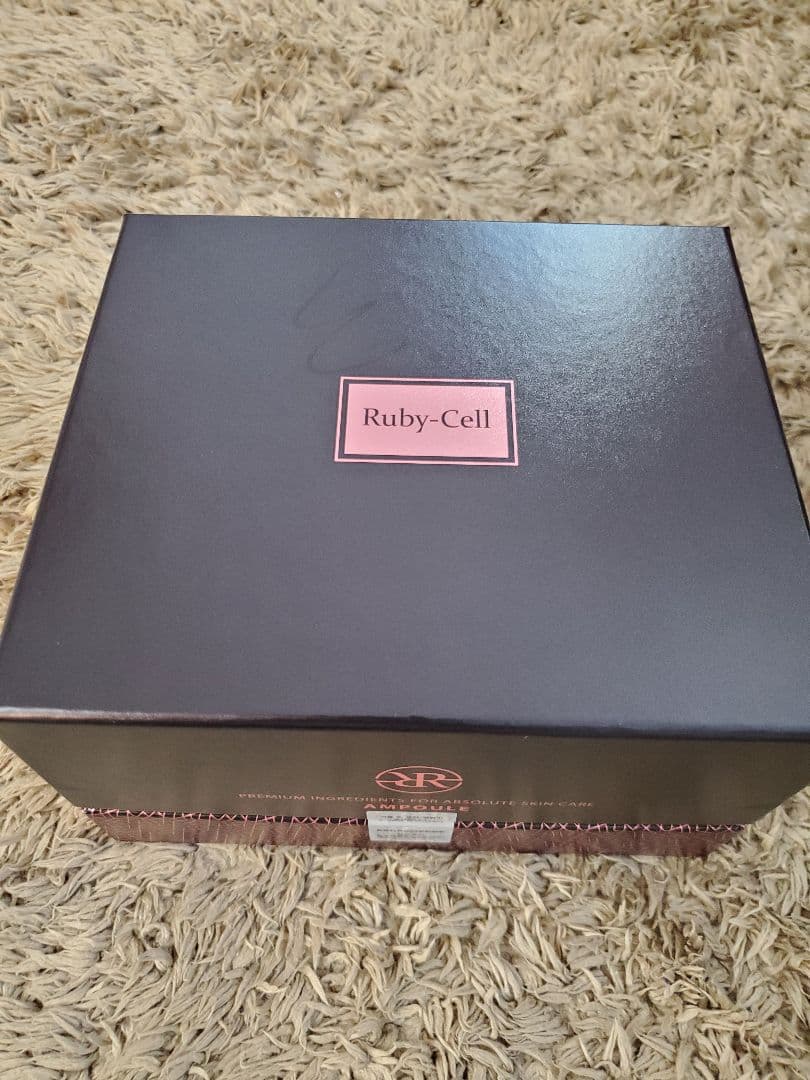 Ruby-Cell
PREMIUM INGREDIENTS FOR ABSOLUTE SKIN CARE
AMPOULE